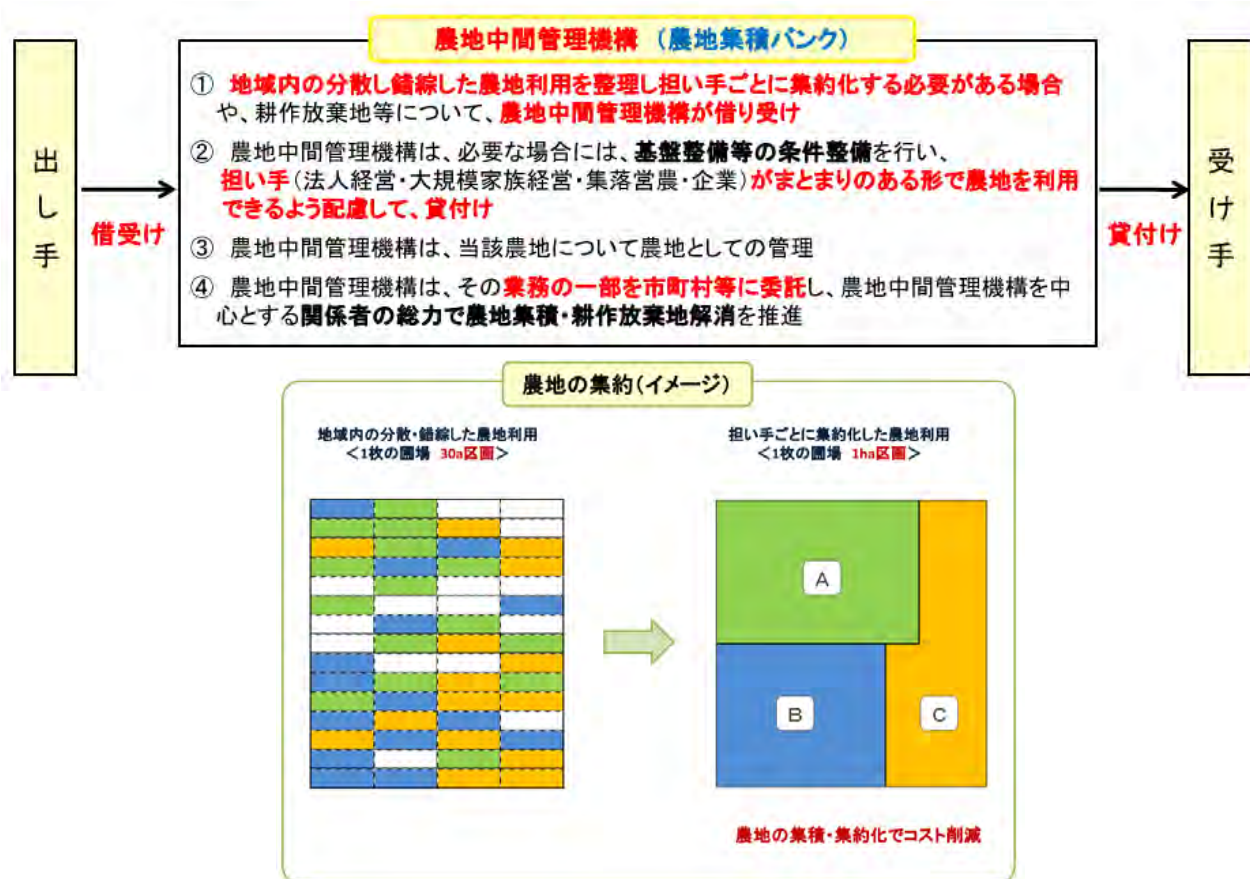 農地中間管理機構 (農地集積バンク)
出し手
借受け
① 地域内の分散し錯綜した農地利用を整理し担い手ごとに集約化する必要がある場合
や、耕作放棄地等について、農地中間管理機構が借り受け
② 農地中間管理機構は、必要な場合には、基盤整備等の条件整備を行い、
担い手(法人経営・大規模家族経営・集落営農・企業)がまとまりのある形で農地を利用
できるよう配慮して、貸付け
③ 農地中間管理機構は、当該農地について農地としての管理
④ 農地中間管理機構は、その業務の一部を市町村等に委託し、農地中間管理機構を中
心とする関係者の総力で農地集積・耕作放棄地解消を推進
貸付け
受け手
農地の集約(イメージ)
地域内の分散・錯綜した農地利用
＜1枚の圃場 30a区画＞
担い手ごとに集約化した農地利用
＜1枚の圃場 1ha区画＞
A
B
C
農地の集積・集約化でコスト削減